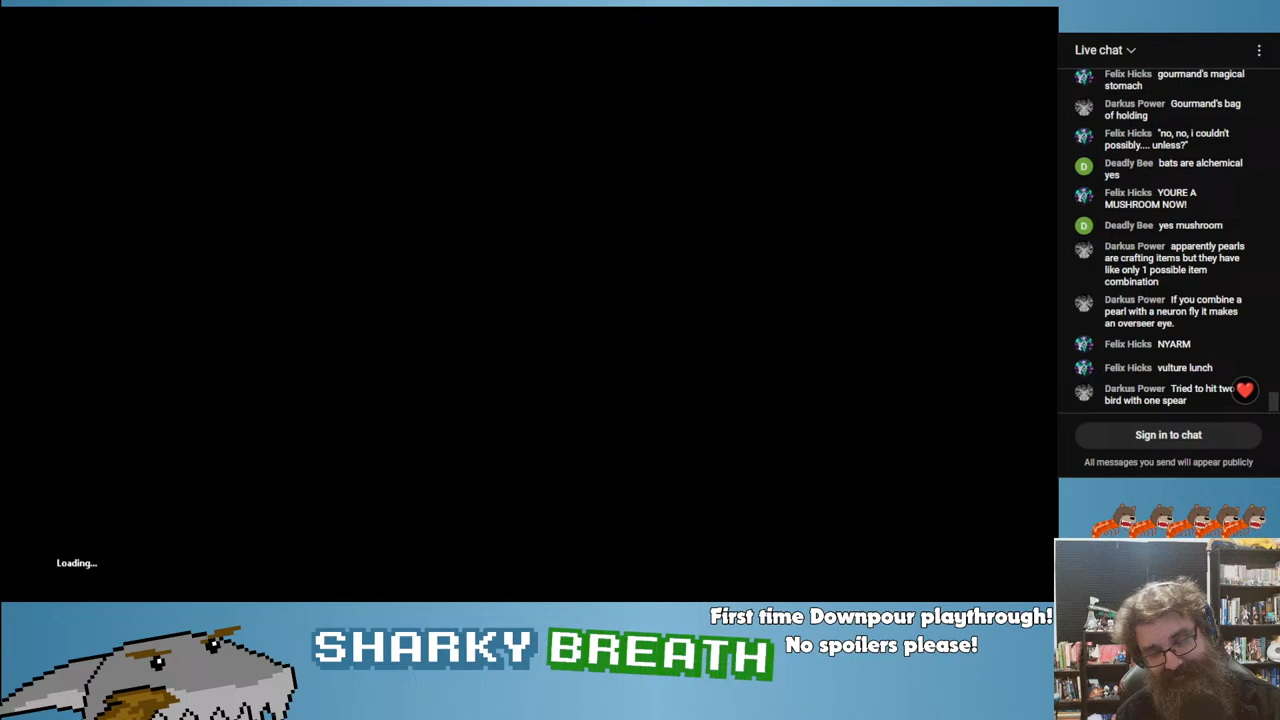 Live chat
Felix Hicks gourmand's magical
stomach
Darkus Power Gourmand's bag
of holding
Felix Hicks "no, no, i couldn't
possibly.... unless?"
Deadly Bee bats are alchemical
yes
Felix Hicks YOURE A
MUSHROOM NOW!
Deadly Bee yes mushroom
Darkus Power apparently pearls
are crafting items but they have
like only 1 possible item
combination
Darkus Power If you combine a
pearl with a neuron fly it makes
an overseer eye.
Felix Hicks NYARM
Felix Hicks vulture lunch
Darkus Power Tried to hit two
bird with one spear
Sign in to chat
All messages you send will appear publicly
Loading...
SHARKY BREATH
First time Downpour playthrough!
No spoilers please!